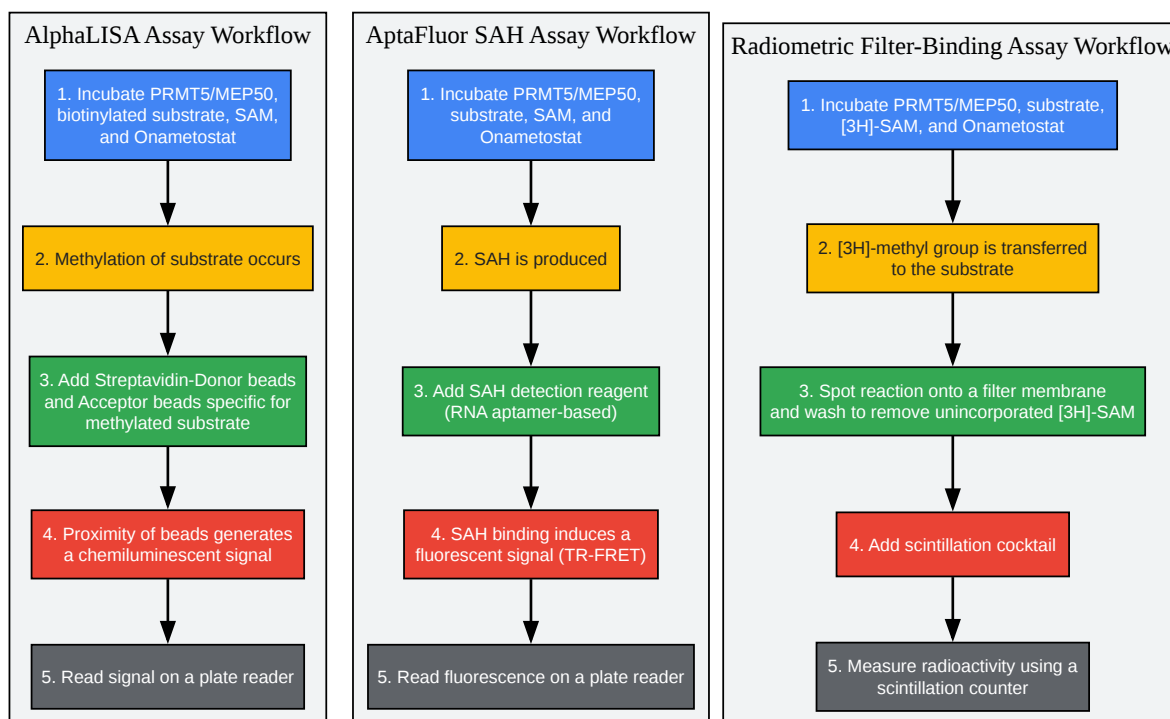 AlphaLISA Assay Workflow
1. Incubate PRMT5/MEP50,
biotinylated substrate, SAM,
and Onametostat
2. Methylation of substrate occurs
3. Add Streptavidin-Donor beads
and Acceptor beads specific for
methylated substrate
4. Proximity of beads generates
a chemiluminescent signal
5. Read signal on a plate reader
AptaFluor SAH Assay Workflow
1. Incubate PRMT5/MEP50,
substrate, SAM, and
Onametostat
2. SAH is produced
3. Add SAH detection reagent
(RNA aptamer-based)
4. SAH binding induces a
fluorescent signal (TR-FRET)
5. Read fluorescence on a plate reader
Radiometric Filter-Binding Assay Workflow
1. Incubate PRMT5/MEP50, substrate,
[3H]-SAM, and Onametostat
2. [3H]-methyl group is transferred
to the substrate
3. Spot reaction onto a filter membrane
and wash to remove unincorporated [3H]-SAM
4. Add scintillation cocktail
5. Measure radioactivity using a
scintillation counter